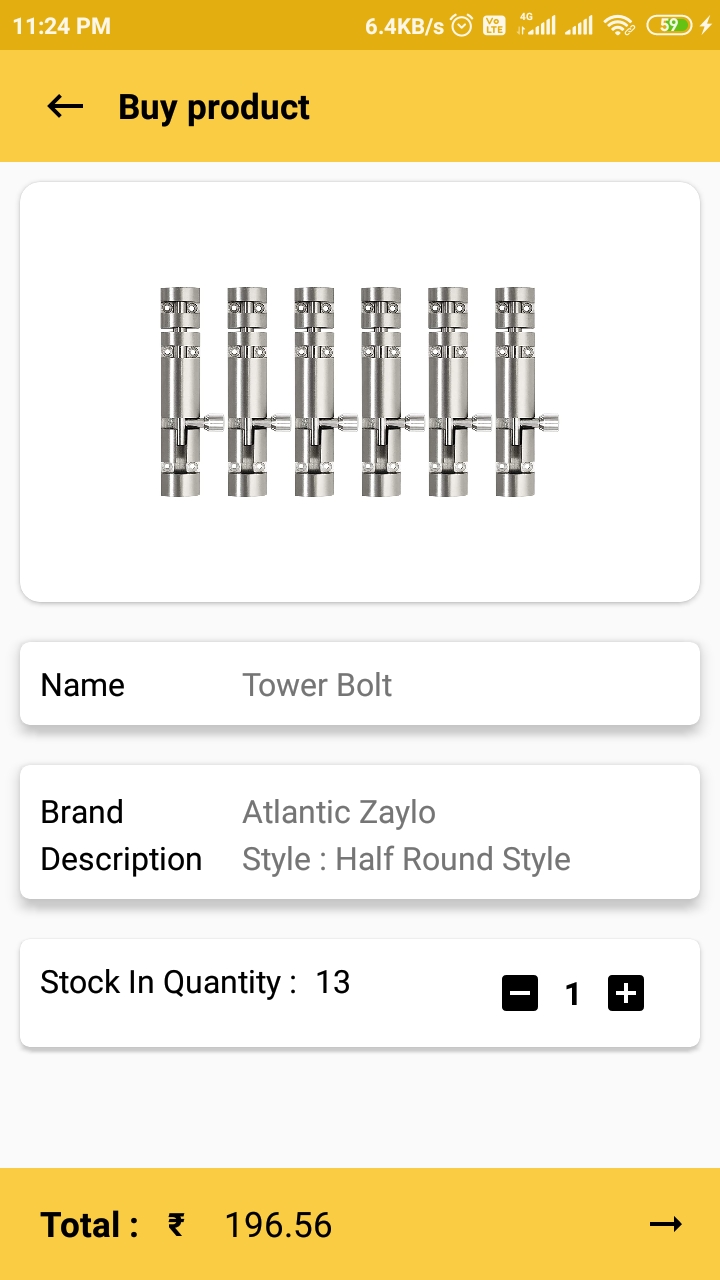 11:24 PM 6.4KB/s Vo LTE 4G 59
Buy product
Name Tower Bolt
Brand Atlantic Zaylo
Description Style : Half Round Style
Stock In Quantity : 13 1
Total : ₹ 196.56